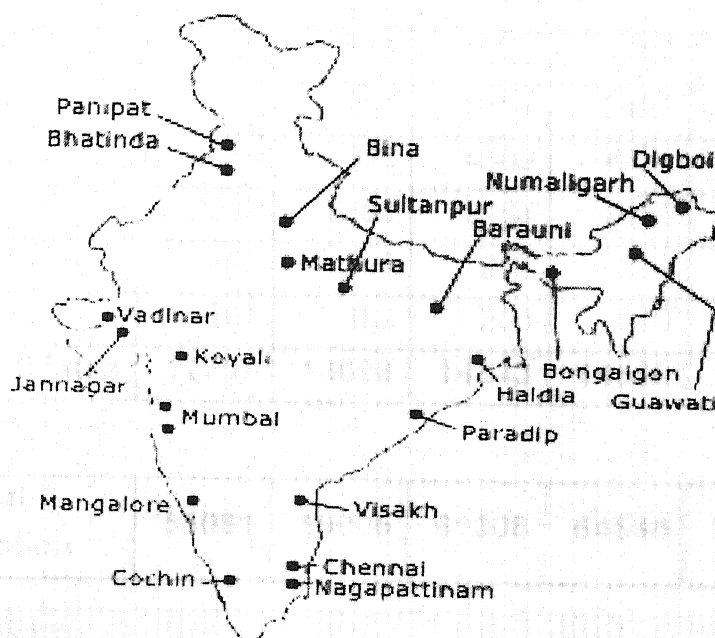 Panipat
Bhatinda
Bina
Digboi
Numaligarh
Sultanpur
Barauni
Mathura
Vadinar
Koyal
Jannagar
Bongaigon
Haldia
Guawati
Mumbai
Paradip
Mangalore
Visakh
Chennai
Cochin
Nagapattinam